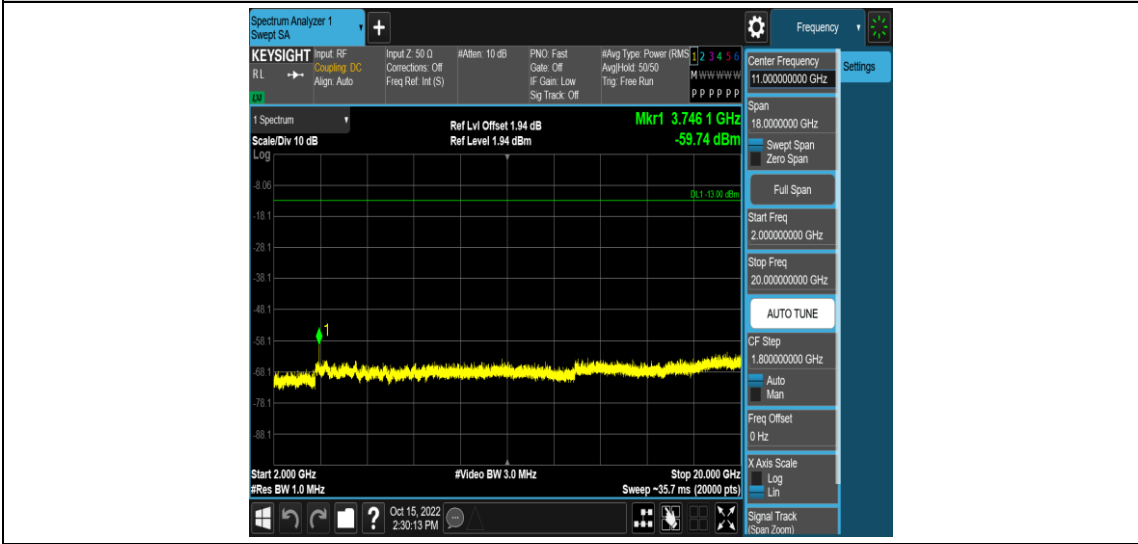 Spectrum Analyzer 1
Swept SA
+
Frequency
KEYSIGHT
RL
LXI
Input: RF
Coupling: DC
Align: Auto
Input Z: 50 Ω
Corrections: Off
Freq Ref: Int (S)
#Atten: 10 dB
PNO: Fast
Gate: Off
IF Gain: Low
Sig Track: Off
#Avg Type: Power (RMS
Avg|Hold: 50/50
Trig: Free Run
1 2 3 4 5 6
M W W W W W
P P P P P P
1 Spectrum
Scale/Div 10 dB
Log
Ref Lvl Offset 1.94 dB
Ref Level 1.94 dBm
Mkr1 3.746 1 GHz
-59.74 dBm
-8.06
DL1 -13.00 dBm
-18.1
-28.1
-38.1
-48.1
1
-58.1
-68.1
-78.1
-88.1
Start 2.000 GHz
#Res BW 1.0 MHz
#Video BW 3.0 MHz
Stop 20.000 GHz
Sweep ~35.7 ms (20000 pts)
?
Oct 15, 2022
2:30:13 PM
Center Frequency
11.000000000 GHz
Settings
Span
18.0000000 GHz
Swept Span
Zero Span
Full Span
Start Freq
2.000000000 GHz
Stop Freq
20.000000000 GHz
AUTO TUNE
CF Step
1.800000000 GHz
Auto
Man
Freq Offset
0 Hz
X Axis Scale
Log
Lin
Signal Track
(Span Zoom)